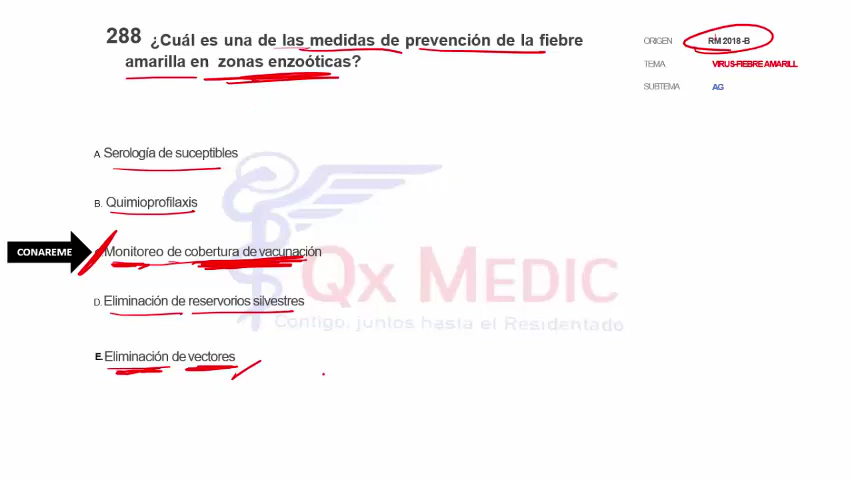 288 ¿Cuál es una de las medidas de prevención de la fiebre
amarilla en zonas enzoóticas?
ORIGEN RM 2018-B
TEMA VIRUS-FIEBRE AMARILL
SUBTEMA AG
A. Serología de suceptibles
B. Quimioprofilaxis
CONAREME
Monitoreo de cobertura de vacunación
D. Eliminación de reservorios silvestres
E. Eliminación de vectores
Qx MEDIC
Contigo, juntos hasta el Residentado